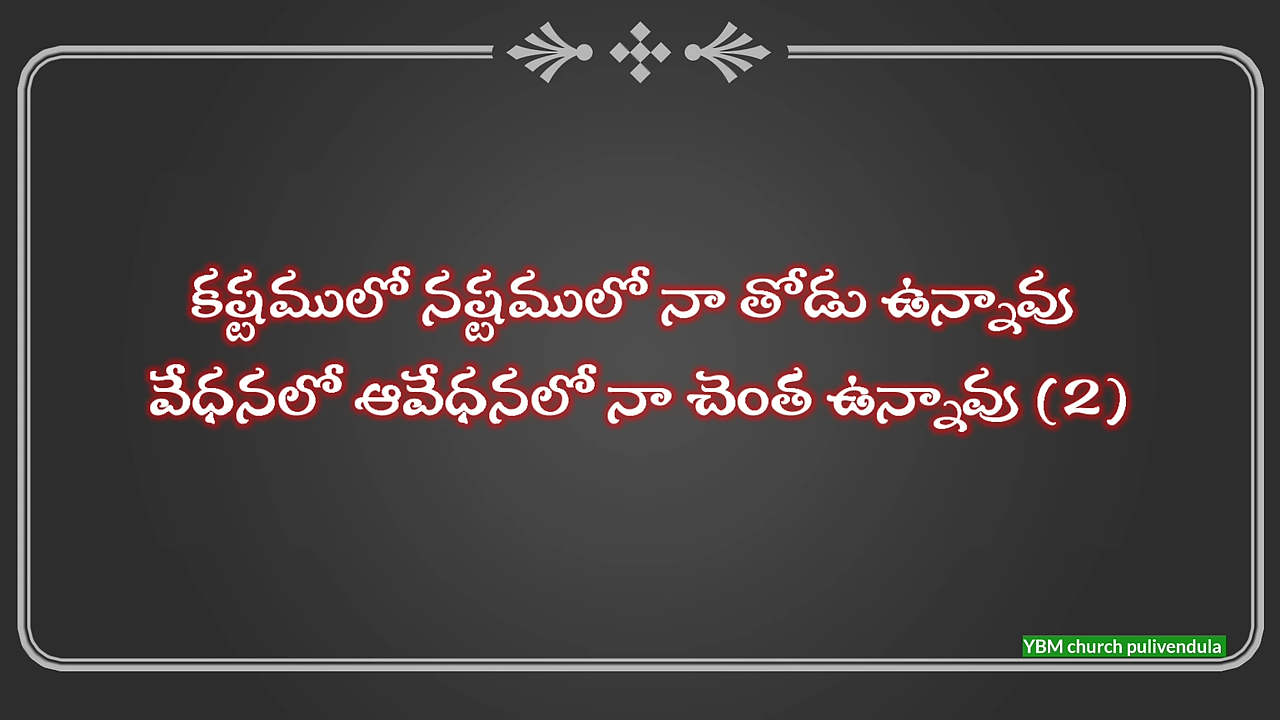 కష్టములో నష్టములో నా తోడు ఉన్నావు
వేధనలో ఆవేధనలో నా చెంత ఉన్నావు (2)
YBM church pulivendula